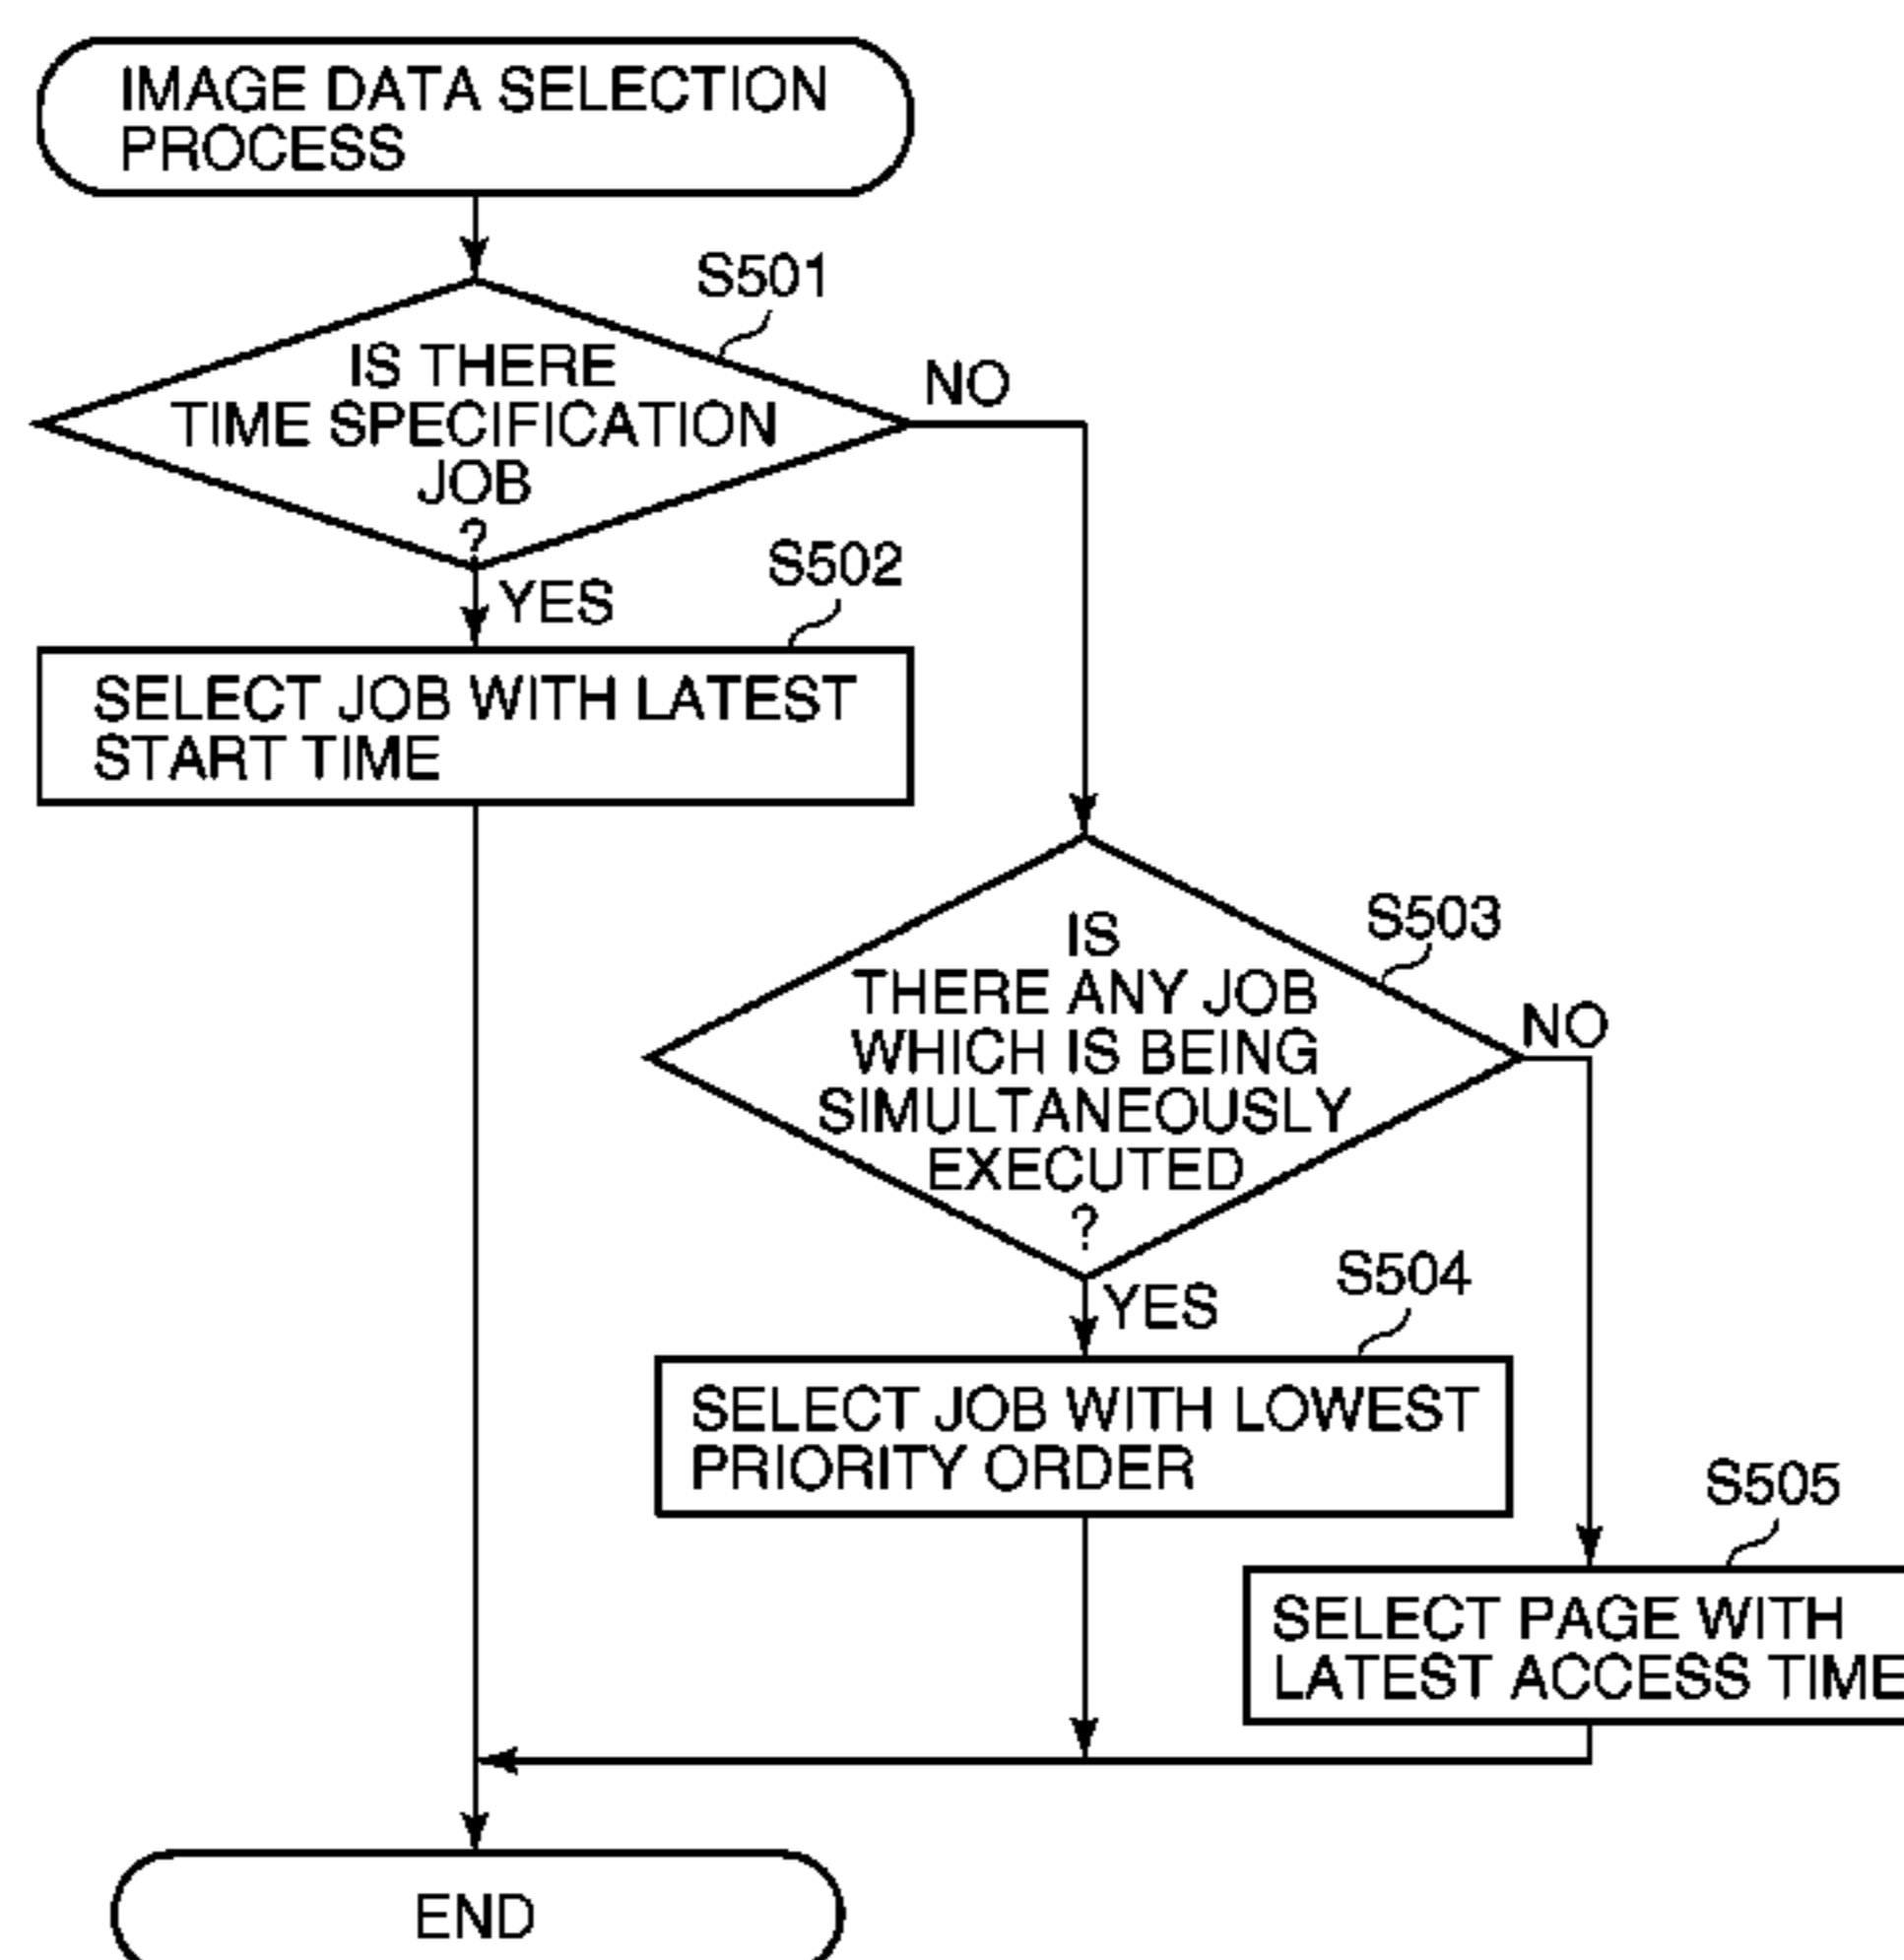 IMAGE DATA SELECTION
PROCESS
S501
IS THERE
TIME SPECIFICATION
JOB
?
NO
YES
S502
SELECT JOB WITH LATEST
START TIME
S503
IS
THERE ANY JOB
WHICH IS BEING
SIMULTANEOUSLY
EXECUTED
?
NO
YES
S504
SELECT JOB WITH LOWEST
PRIORITY ORDER
S505
SELECT PAGE WITH
LATEST ACCESS TIME
END